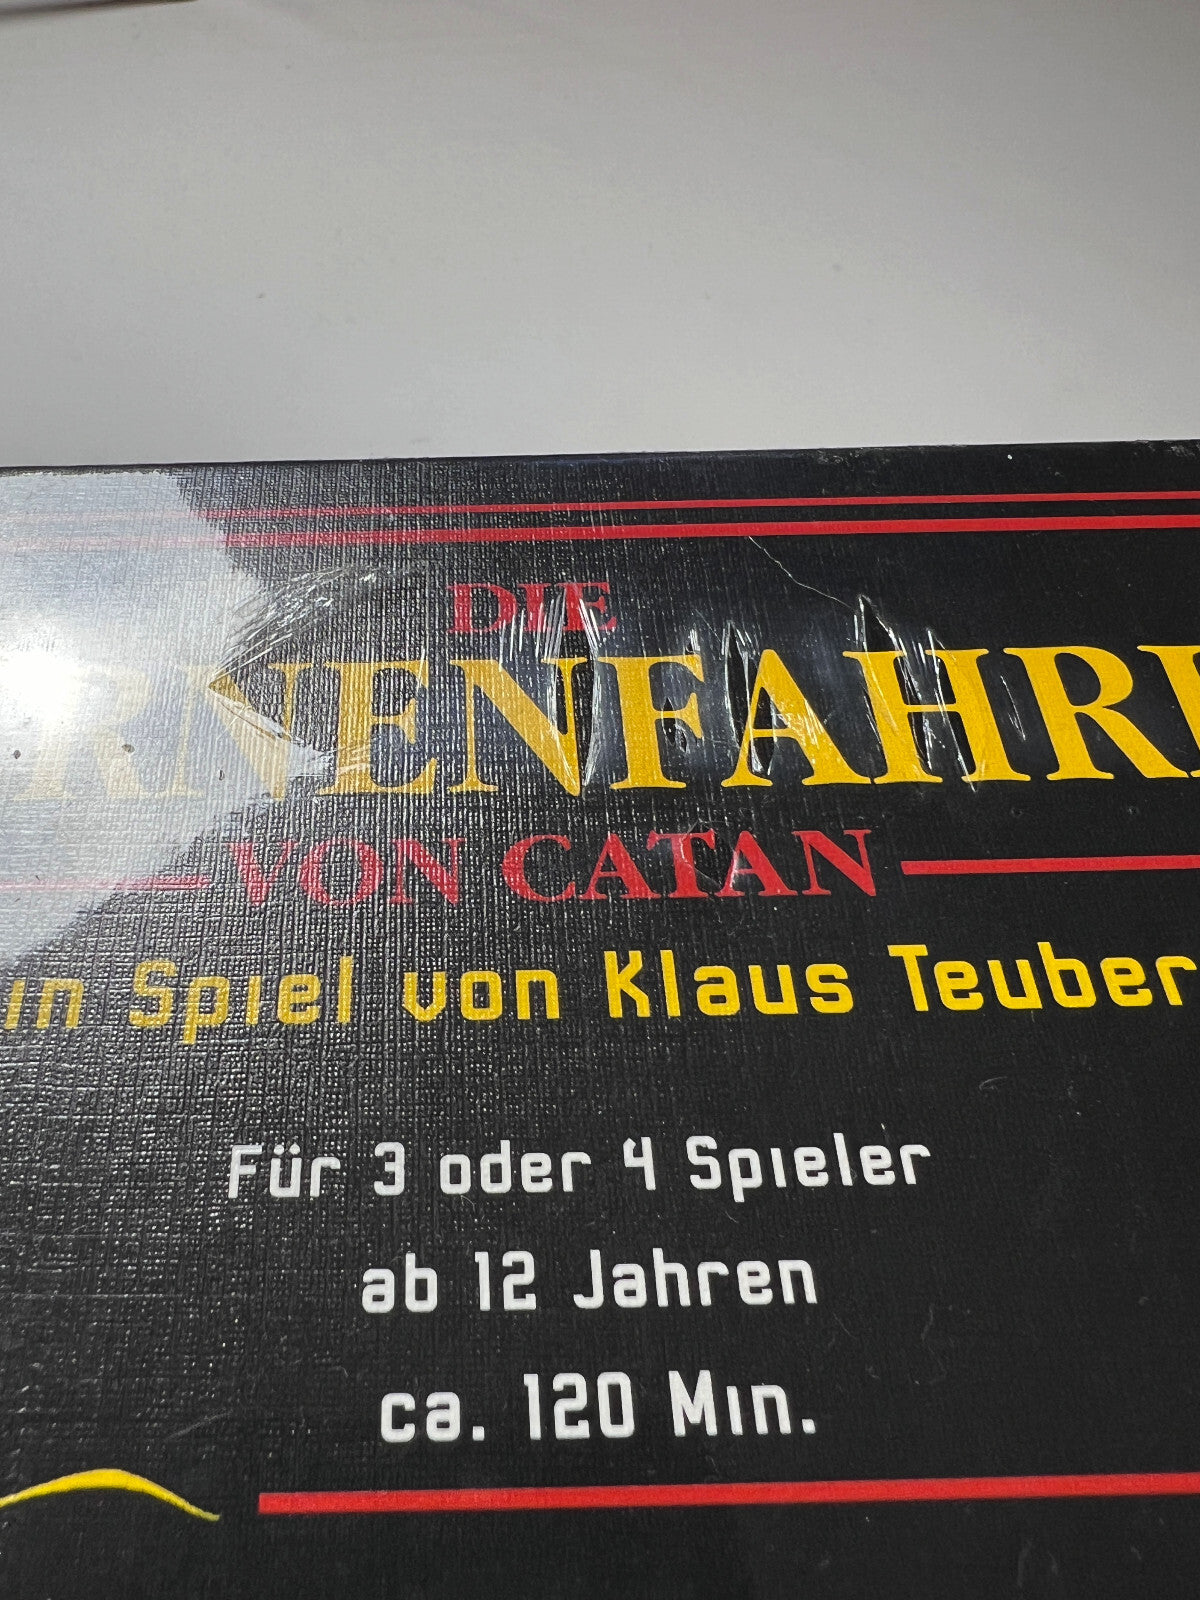 DIE
RNENFAHR
VON CATAN
in Spiel von Klaus Teuber
Für 3 oder 4 Spieler
ab 12 Jahren
ca. 120 Min.